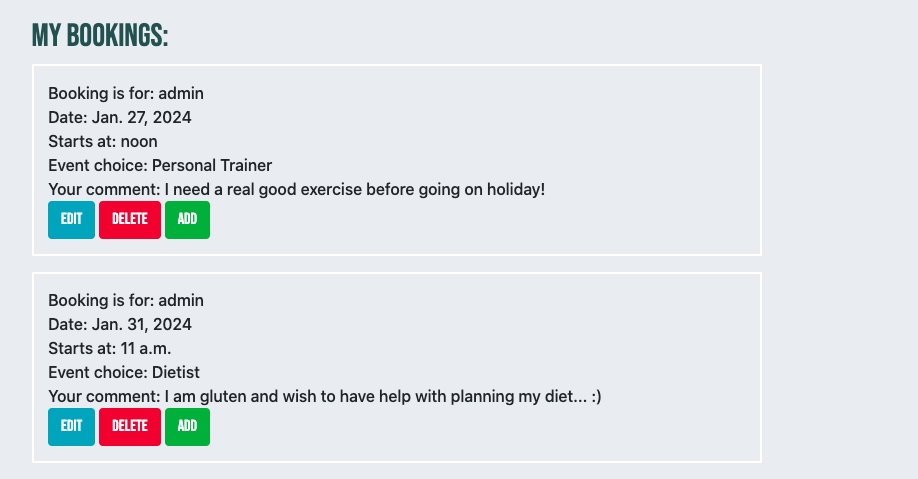 MY BOOKINGS:
Booking is for: admin
Date: Jan. 27, 2024
Starts at: noon
Event choice: Personal Trainer
Your comment: I need a real good exercise before going on holiday!
EDIT DELETE ADD
Booking is for: admin
Date: Jan. 31, 2024
Starts at: 11 a.m.
Event choice: Dietist
Your comment: I am gluten and wish to have help with planning my diet... :)
EDIT DELETE ADD